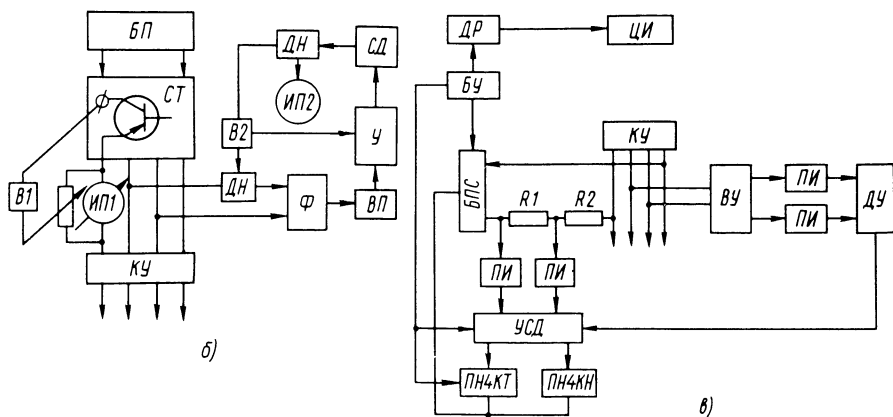 БП
СТ
В1
ИП1
КУ
ДН
СД
ИП2
В2
У
ДН
Ф
ВП
б)
ДР
ЦИ
БУ
КУ
БПС
R1
R2
ВУ
ПИ
ПИ
ДУ
ПИ
ПИ
УСД
ПН4КТ
ПН4КН
в)